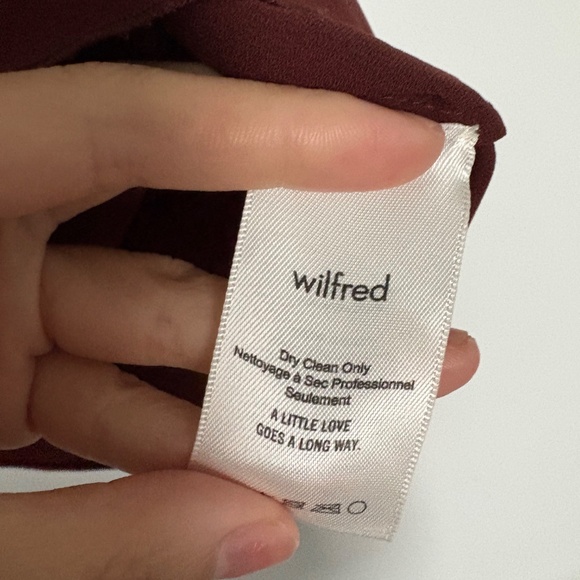 wilfred
Dry Clean Only
Nettoyage à Sec Professionnel
Seulement
A LITTLE LOVE
GOES A LONG WAY.